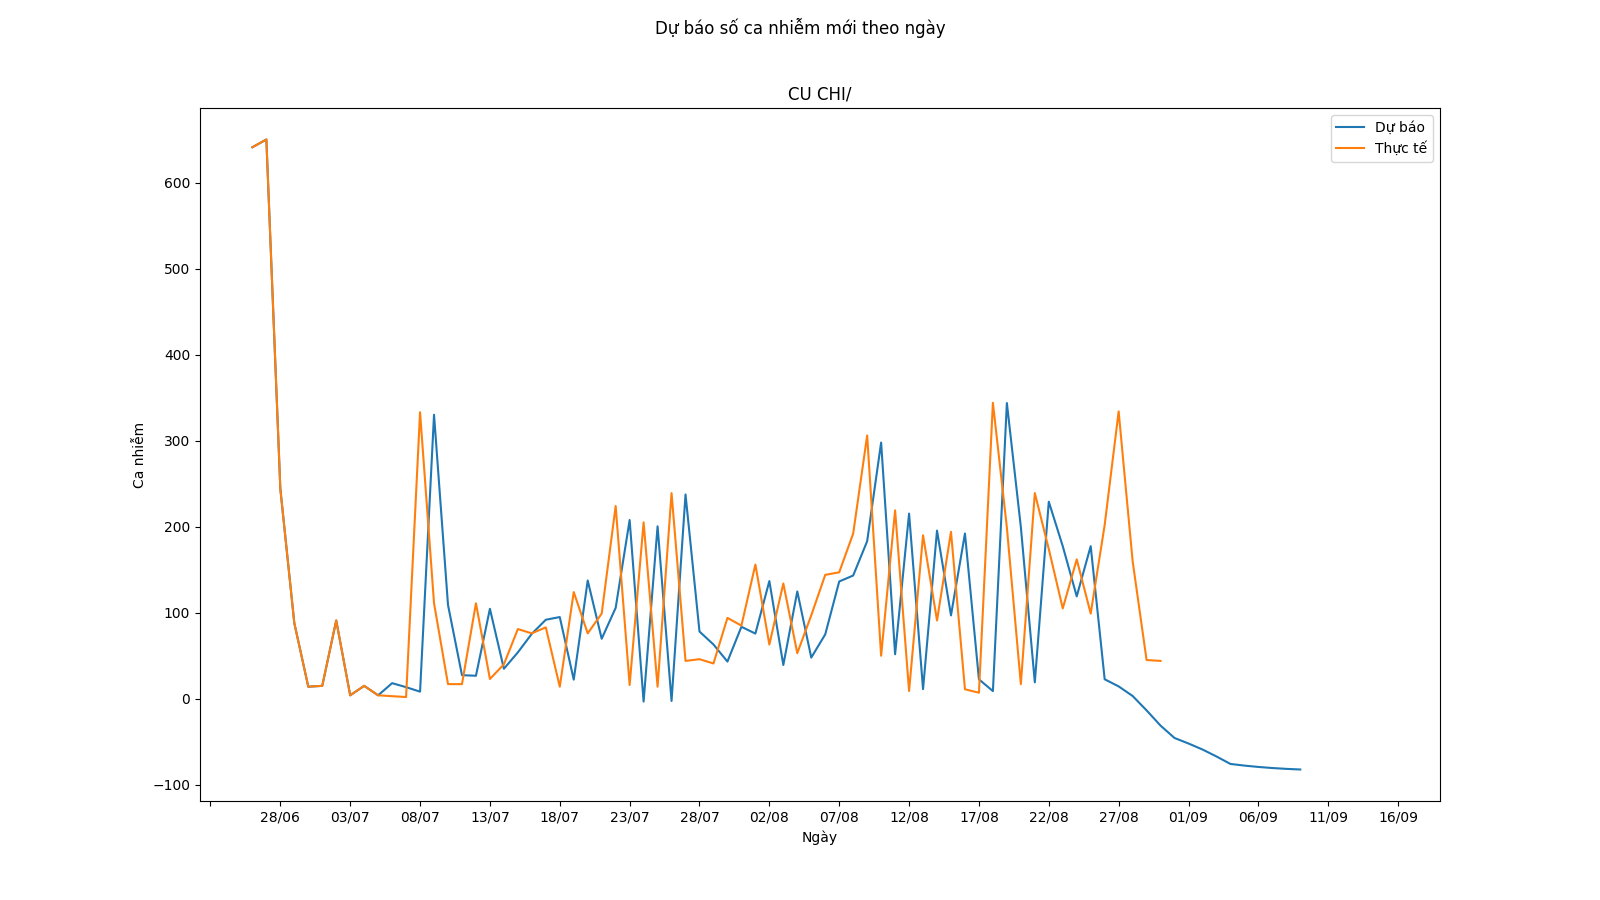 Dự báo số ca nhiễm mới theo ngày
CU CHI/
Dự báo
Thực tế
600
500
400
300
200
100
0
−100
Ca nhiễm
28/06 03/07 08/07 13/07 18/07 23/07 28/07 02/08 07/08 12/08 17/08 22/08 27/08 01/09 06/09 11/09 16/09
Ngày